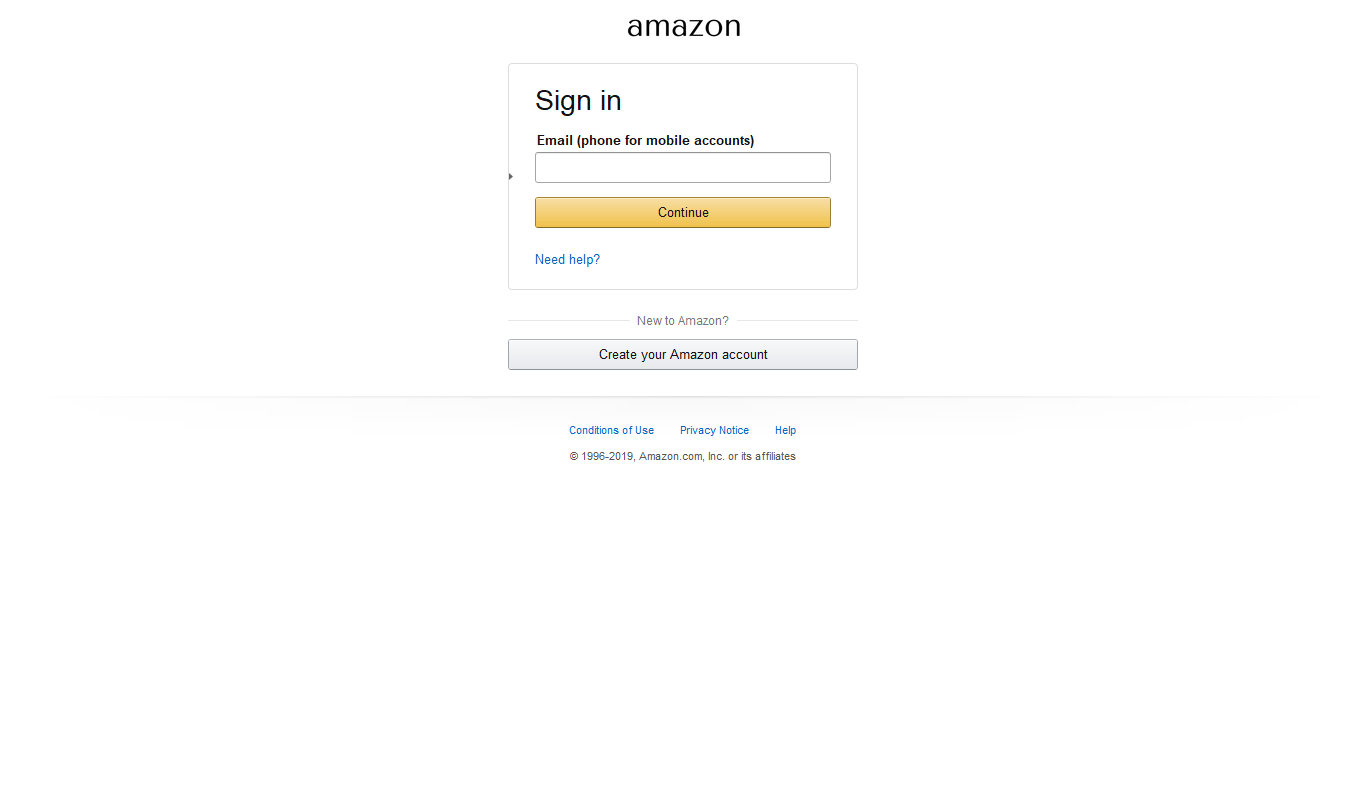 amazon
Sign in
Email (phone for mobile accounts)
Continue
Need help?
New to Amazon?
Create your Amazon account
Conditions of Use Privacy Notice Help
© 1996-2019, Amazon.com, Inc. or its affiliates